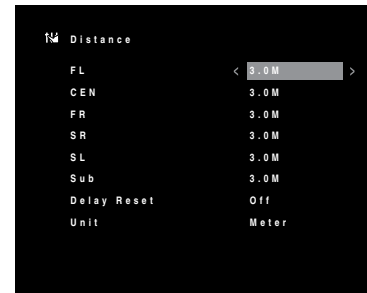 Distance
FL < 3.0M >
CEN 3.0M
FR 3.0M
SR 3.0M
SL 3.0M
Sub 3.0M
Delay Reset Off
Unit Meter